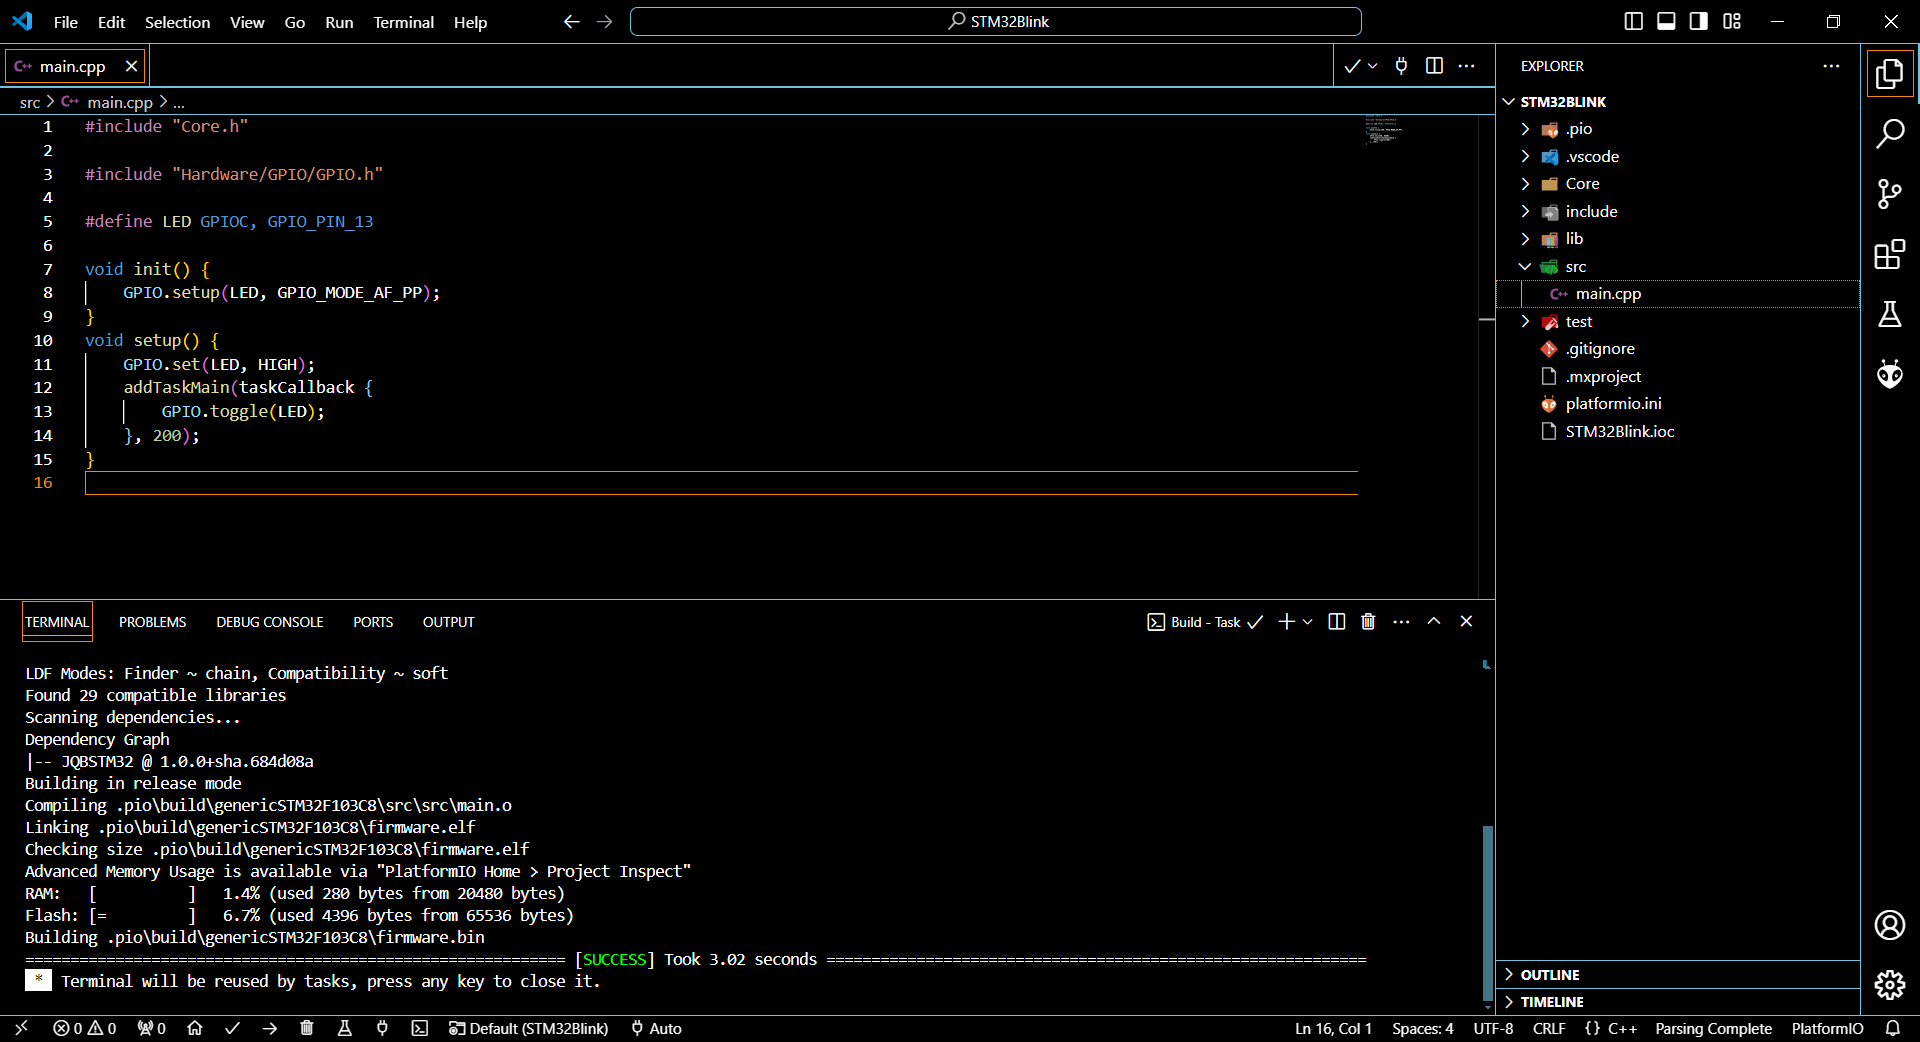 File Edit Selection View Go Run Terminal Help STM32Blink
main.cpp
src > main.cpp > ...
1 #include "Core.h"
2
3 #include "Hardware/GPIO/GPIO.h"
4
5 #define LED GPIOC, GPIO_PIN_13
6
7 void init() {
8 GPIO.setup(LED, GPIO_MODE_AF_PP);
9 }
10 void setup() {
11 GPIO.set(LED, HIGH);
12 addTaskMain(taskCallback {
13 GPIO.toggle(LED);
14 }, 200);
15 }
16
TERMINAL PROBLEMS DEBUG CONSOLE PORTS OUTPUT Build - Task
LDF Modes: Finder ~ chain, Compatibility ~ soft
Found 29 compatible libraries
Scanning dependencies...
Dependency Graph
|-- JQBSTM32 @ 1.0.0+sha.684d08a
Building in release mode
Compiling .pio\build\genericSTM32F103C8\src\src\main.o
Linking .pio\build\genericSTM32F103C8\firmware.elf
Checking size .pio\build\genericSTM32F103C8\firmware.elf
Advanced Memory Usage is available via "PlatformIO Home > Project Inspect"
RAM: [ ] 1.4% (used 280 bytes from 20480 bytes)
Flash: [= ] 6.7% (used 4396 bytes from 65536 bytes)
Building .pio\build\genericSTM32F103C8\firmware.bin
============================================================ [SUCCESS] Took 3.02 seconds ============================================================
* Terminal will be reused by tasks, press any key to close it.
EXPLORER
STM32BLINK
.pio
.vscode
Core
include
lib
src
main.cpp
test
.gitignore
.mxproject
platformio.ini
STM32Blink.ioc
OUTLINE
TIMELINE
0 0 0 Default (STM32Blink) Auto Ln 16, Col 1 Spaces: 4 UTF-8 CRLF {} C++ Parsing Complete PlatformIO